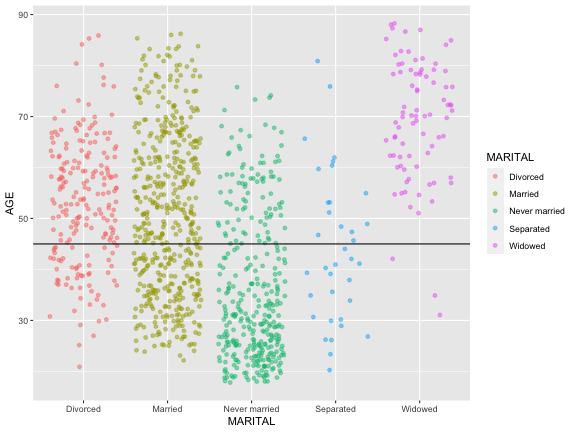 90
70
50
30
AGE
Divorced
Married
Never married
Separated
Widowed
MARITAL
MARITAL
Divorced
Married
Never married
Separated
Widowed